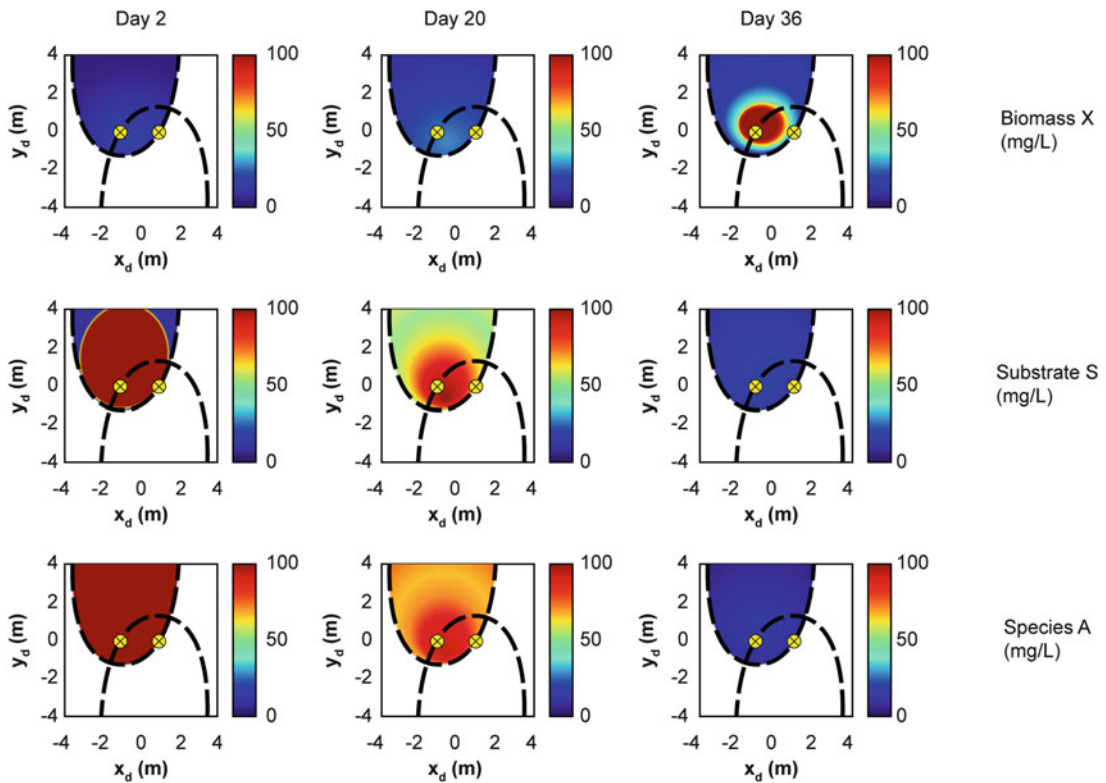 Day 2 Day 20 Day 36
4 2 0 -2 -4
y_d (m)
-4 -2 0 2 4
x_d (m)
100 50 0
4 2 0 -2 -4
y_d (m)
-4 -2 0 2 4
x_d (m)
100 50 0
4 2 0 -2 -4
y_d (m)
-4 -2 0 2 4
x_d (m)
100 50 0
Biomass X
(mg/L)
4 2 0 -2 -4
y_d (m)
-4 -2 0 2 4
x_d (m)
100 50 0
4 2 0 -2 -4
y_d (m)
-4 -2 0 2 4
x_d (m)
100 50 0
4 2 0 -2 -4
y_d (m)
-4 -2 0 2 4
x_d (m)
100 50 0
Substrate S
(mg/L)
4 2 0 -2 -4
y_d (m)
-4 -2 0 2 4
x_d (m)
100 50 0
4 2 0 -2 -4
y_d (m)
-4 -2 0 2 4
x_d (m)
100 50 0
4 2 0 -2 -4
y_d (m)
-4 -2 0 2 4
x_d (m)
100 50 0
Species A
(mg/L)